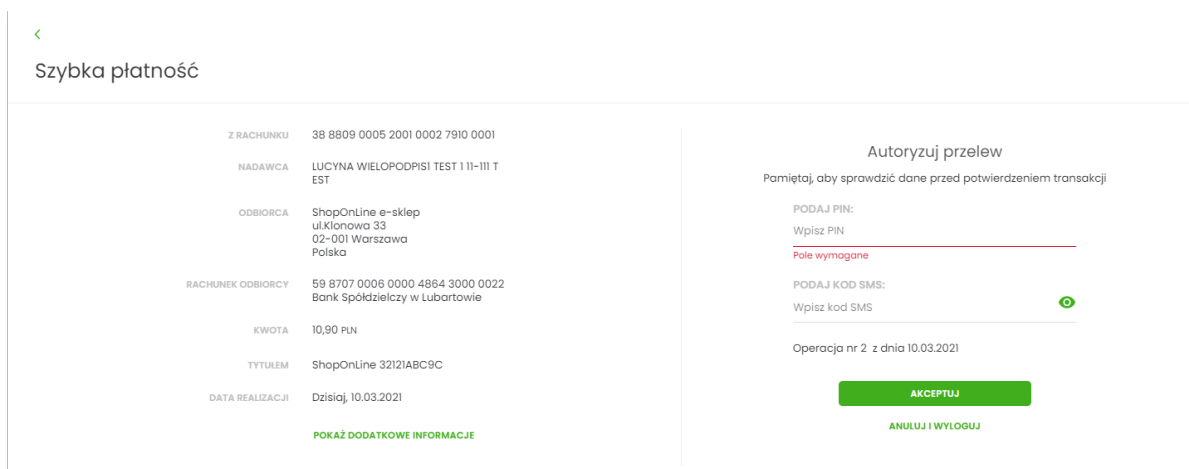 Szybka płatność
Z RACHUNKU 38 8809 0005 2001 0002 7910 0001
NADAWCA LUCYNA WIELOPODPIS1 TEST 1 11-111 T
EST
ODBIORCA ShopOnLine e-sklep
ul.Klonowa 33
02-001 Warszawa
Polska
RACHUNEK ODBIORCY 59 8707 0006 0000 4864 3000 0022
Bank Spółdzielczy w Lubartowie
KWOTA 10,90 PLN
TYTUŁEM ShopOnLine 32121ABC9C
DATA REALIZACJI Dzisiaj, 10.03.2021
POKAŻ DODATKOWE INFORMACJE
Autoryzuj przelew
Pamiętaj, aby sprawdzić dane przed potwierdzeniem transakcji
PODAJ PIN:
Wpisz PIN
Pole wymagane
PODAJ KOD SMS:
Wpisz kod SMS
Operacja nr 2 z dnia 10.03.2021
AKCEPTUJ
ANULUJ I WYLOGUJ